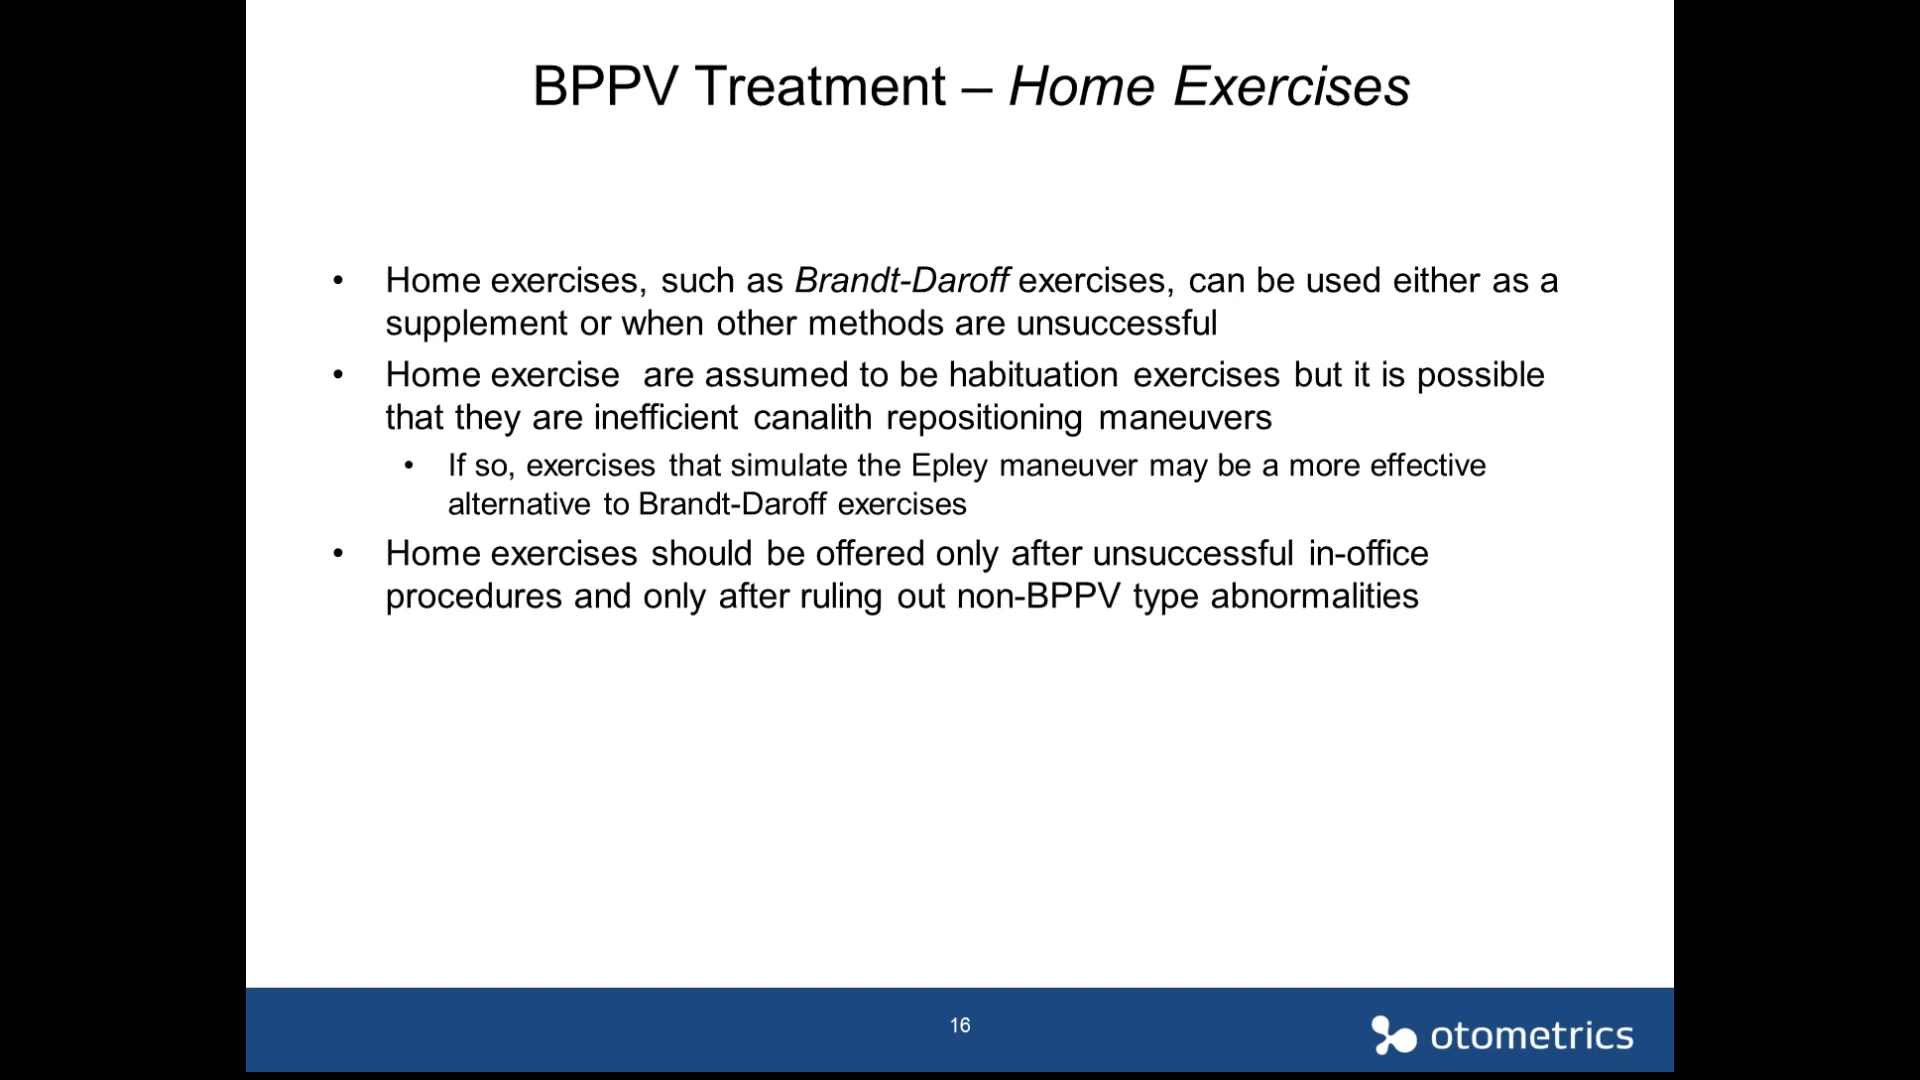 BPPV Treatment – Home Exercises
• Home exercises, such as Brandt-Daroff exercises, can be used either as a
supplement or when other methods are unsuccessful
• Home exercise  are assumed to be habituation exercises but it is possible
that they are inefficient canalith repositioning maneuvers
• If so, exercises that simulate the Epley maneuver may be a more effective
alternative to Brandt-Daroff exercises
• Home exercises should be offered only after unsuccessful in-office
procedures and only after ruling out non-BPPV type abnormalities
16
otometrics